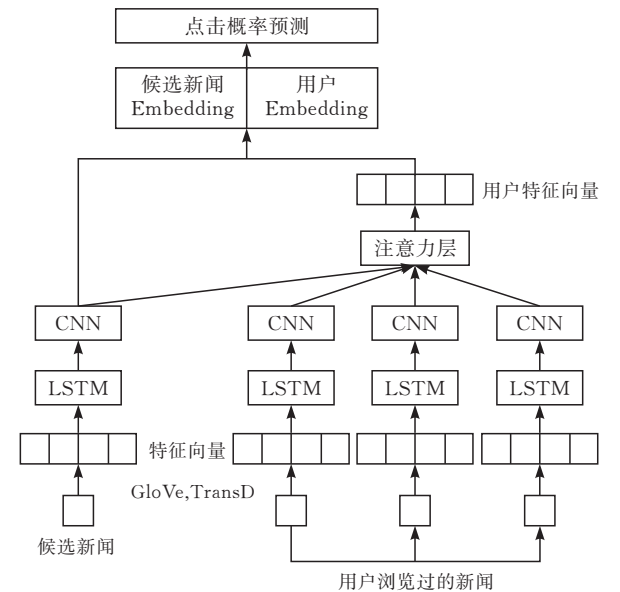 点击概率预测
候选新闻
Embedding
用户
Embedding
用户特征向量
注意力层
CNN
CNN
CNN
CNN
LSTM
LSTM
LSTM
LSTM
特征向量
GloVe,TransD
候选新闻
用户浏览过的新闻